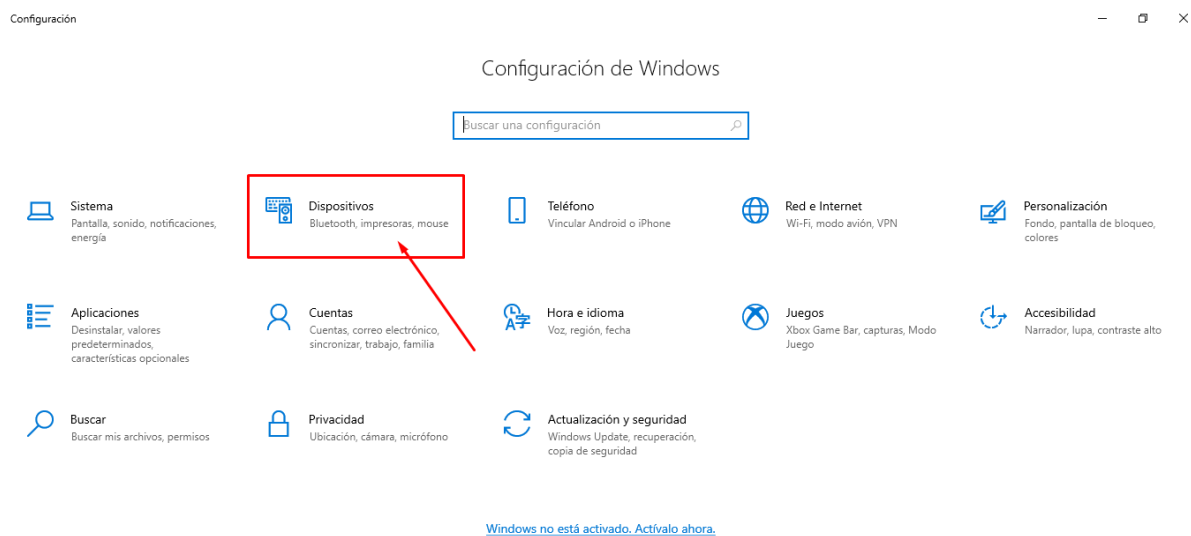 Configuración
Configuración de Windows
Buscar una configuración
Sistema
Pantalla, sonido, notificaciones,
energía
Dispositivos
Bluetooth, impresoras, mouse
Teléfono
Vincular Android o iPhone
Red e Internet
Wi-Fi, modo avión, VPN
Personalización
Fondo, pantalla de bloqueo,
colores
Aplicaciones
Desinstalar, valores
predeterminados,
características opcionales
Cuentas
Cuentas, correo electrónico,
sincronizar, trabajo, familia
Hora e idioma
Voz, región, fecha
Juegos
Xbox Game Bar, capturas, Modo
Juego
Accesibilidad
Narrador, lupa, contraste alto
Buscar
Buscar mis archivos, permisos
Privacidad
Ubicación, cámara, micrófono
Actualización y seguridad
Windows Update, recuperación,
copia de seguridad
Windows no está activado. Actívalo ahora.